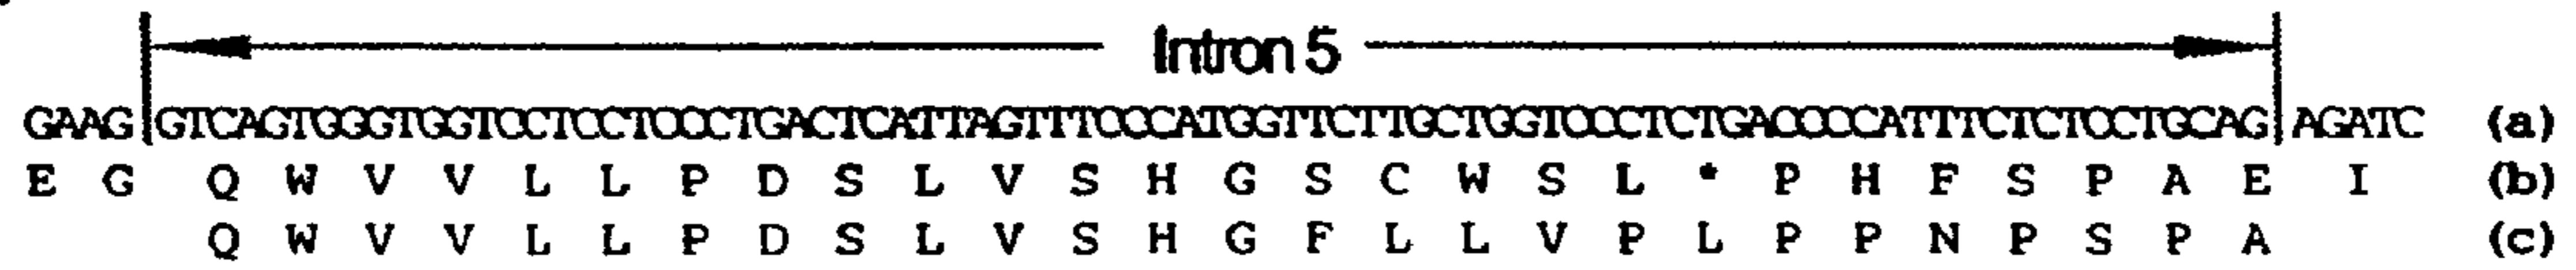 Intron 5
GAAG|GTCAGTGGGTGGTCCTCCTCCCTGACTCATTAGTTTCCCATGGTTCTTGCTGGTCCCTCTGACCCCATTTCTCTCCTGCAG|AGATC (a)
E G Q W V V L L P D S L V S H G S C W S L * P H F S P A E I (b)
Q W V V L L P D S L V S H G F L L V P L P P N P S P A (c)